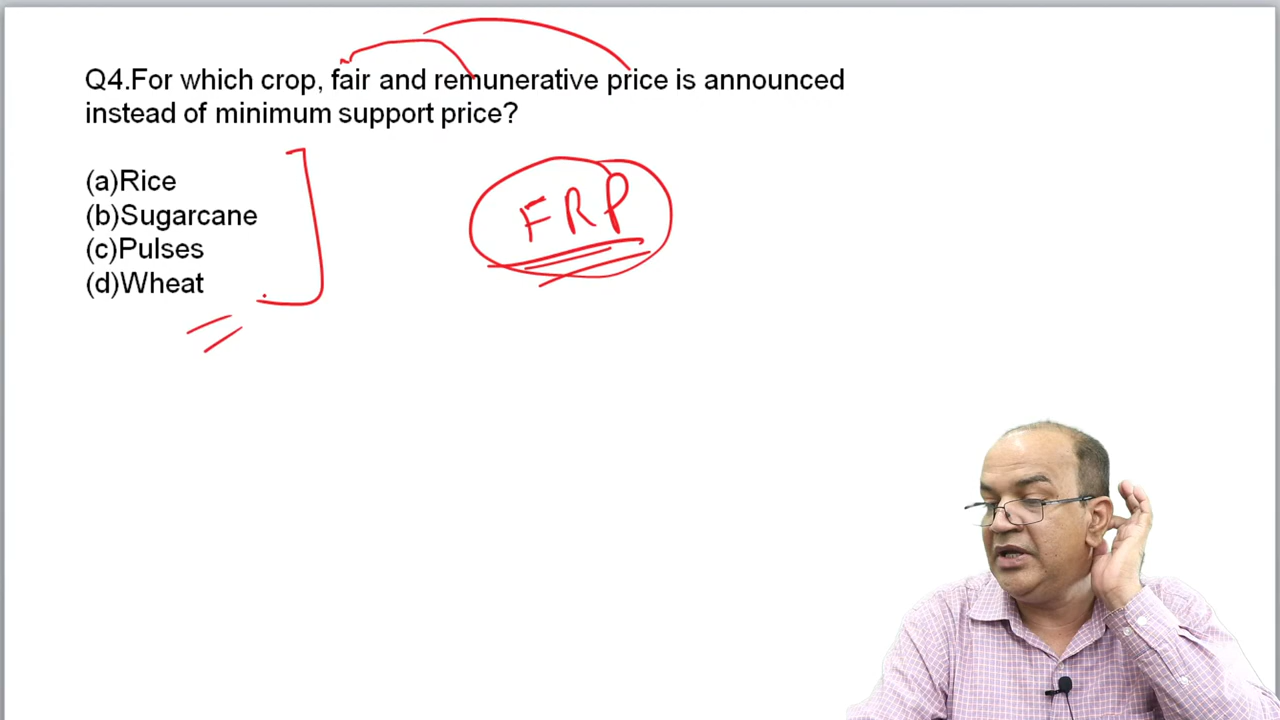 Q4.For which crop, fair and remunerative price is announced
instead of minimum support price?
(a)Rice
(b)Sugarcane
(c)Pulses
(d)Wheat
FRP